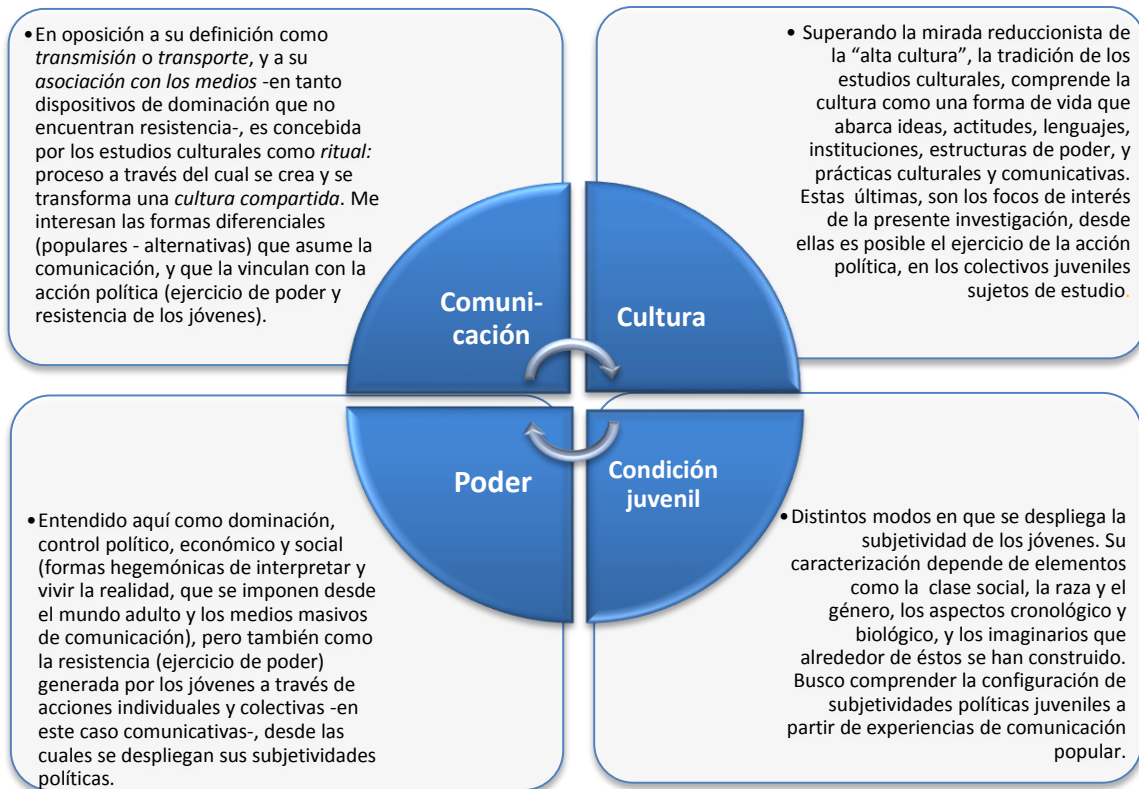 • En oposición a su definición como
transmisión o transporte, y a su
asociación con los medios -en tanto
dispositivos de dominación que no
encuentran resistencia-, es concebida
por los estudios culturales como ritual:
proceso a través del cual se crea y se
transforma una cultura compartida. Me
interesan las formas diferenciales
(populares - alternativas) que asume la
comunicación, y que la vinculan con la
acción política (ejercicio de poder y
resistencia de los jóvenes).
• Superando la mirada reduccionista de
la “alta cultura”, la tradición de los
estudios culturales, comprende la
cultura como una forma de vida que
abarca ideas, actitudes, lenguajes,
instituciones, estructuras de poder, y
prácticas culturales y comunicativas.
Estas últimas, son los focos de interés
de la presente investigación, desde
ellas es posible el ejercicio de la acción
política, en los colectivos juveniles
sujetos de estudio.
Comuni-
cación
Cultura
Poder
Condición
juvenil
• Entendido aquí como dominación,
control político, económico y social
(formas hegemónicas de interpretar y
vivir la realidad, que se imponen desde
el mundo adulto y los medios masivos
de comunicación), pero también como
la resistencia (ejercicio de poder)
generada por los jóvenes a través de
acciones individuales y colectivas -en
este caso comunicativas-, desde las
cuales se despliegan sus subjetividades
políticas.
• Distintos modos en que se despliega la
subjetividad de los jóvenes. Su
caracterización depende de elementos
como la clase social, la raza y el
género, los aspectos cronológico y
biológico, y los imaginarios que
alrededor de éstos se han construido.
Busco comprender la configuración de
subjetividades políticas juveniles a
partir de experiencias de comunicación
popular.